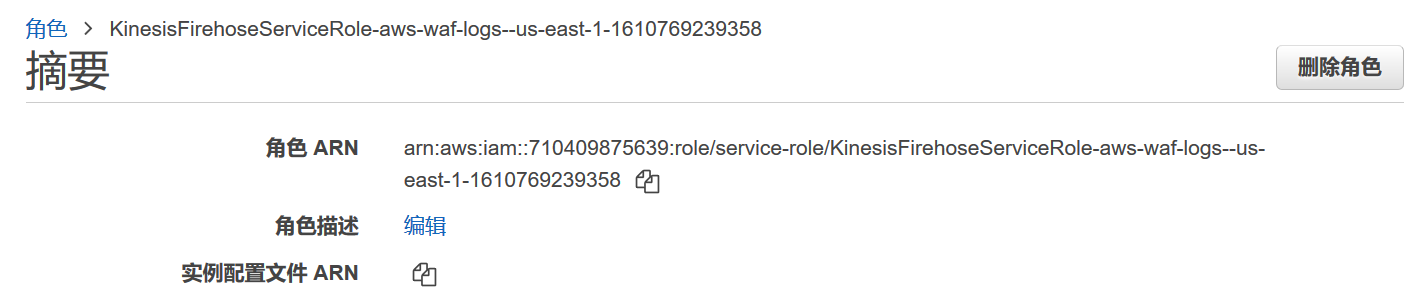 角色 > KinesisFirehoseServiceRole-aws-waf-logs--us-east-1-1610769239358
摘要
删除角色
角色 ARN
arn:aws:iam::710409875639:role/service-role/KinesisFirehoseServiceRole-aws-waf-logs--us-
east-1-1610769239358
角色描述
编辑
实例配置文件 ARN